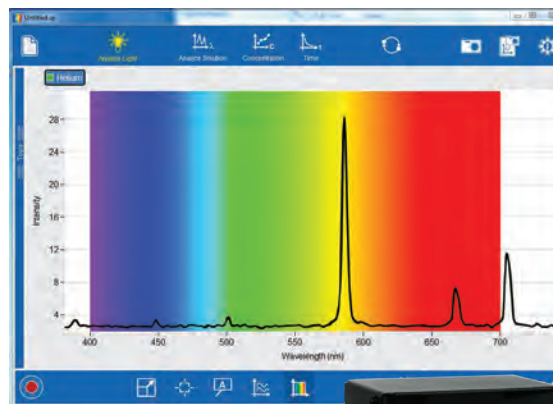 Untitled.sp
Analyze Light
Analyze Solution
Concentration
Time
Helium
Tools
Intensity
28
24
20
16
12
8
4
400
450
500
550
600
650
700
Wavelength (nm)